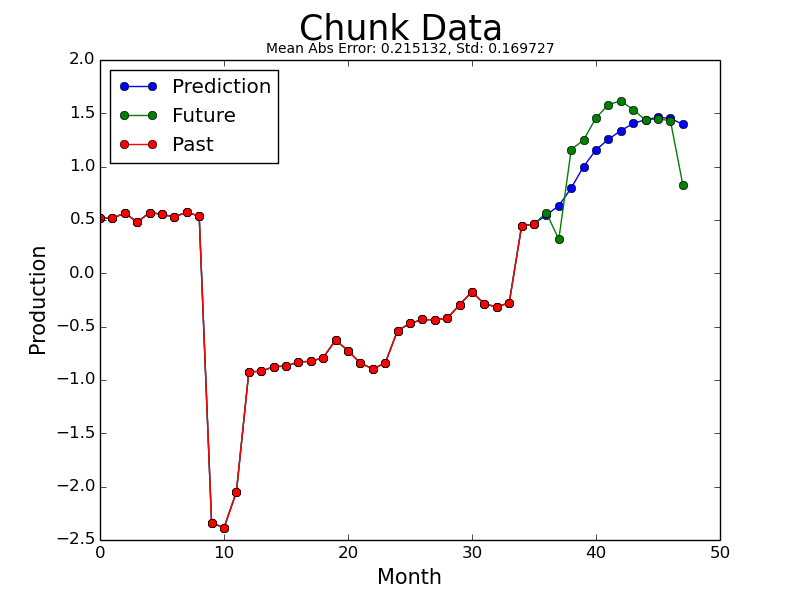 Chunk Data
Mean Abs Error: 0.215132, Std: 0.169727
Prediction
Future
Past
2.0
1.5
1.0
0.5
0.0
−0.5
−1.0
−1.5
−2.0
−2.5
Production
0 10 20 30 40 50
Month